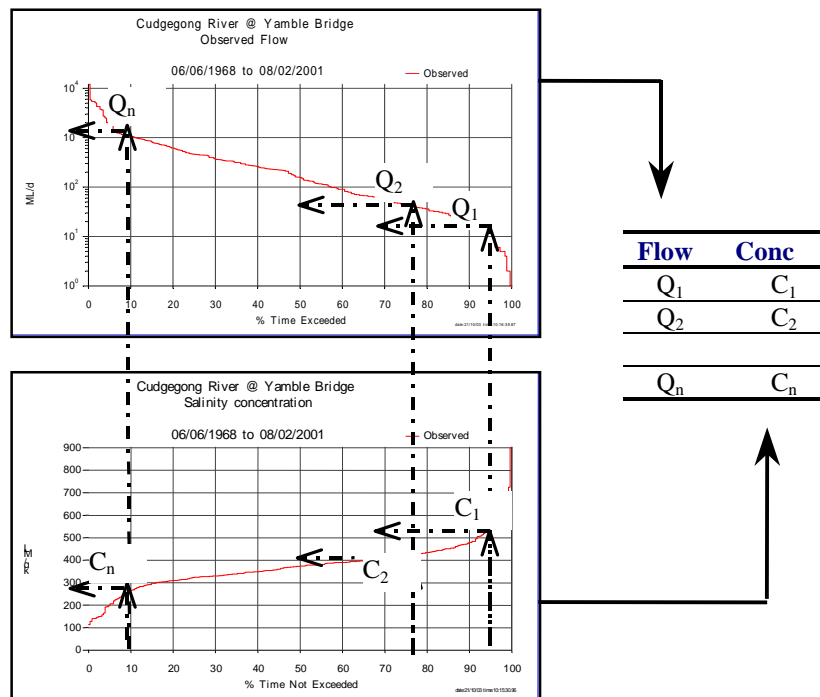 Cudgegong River @ Yamble Bridge
Observed Flow
06/06/1968 to 08/02/2001
Observed
10⁴
10³
10²
10¹
10⁰
ML/d
Qₙ
Q₂
Q₁
0 10 20 30 40 50 60 70 80 90 100
% Time Exceeded
Flow Conc
Q₁ C₁
Q₂ C₂
Qₙ Cₙ
Cudgegong River @ Yamble Bridge
Salinity concentration
06/06/1968 to 08/02/2001
Observed
900
800
700
600
500
400
300
200
100
0
Cₙ
C₂
C₁
0 10 20 30 40 50 60 70 80 90 100
% Time Not Exceeded